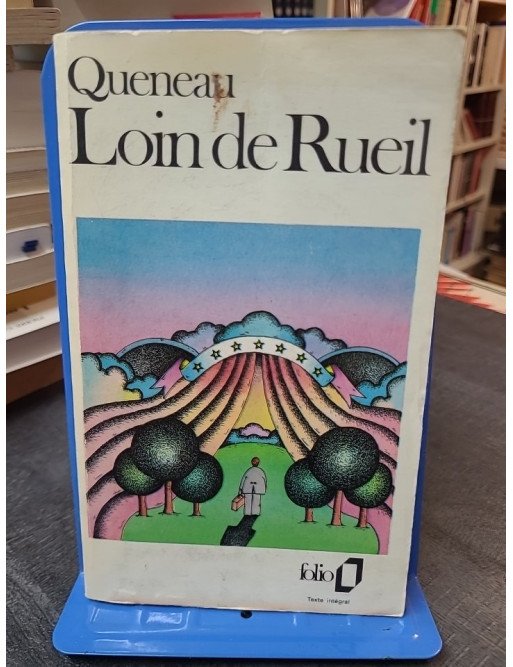 Queneau
Loin de Rueil
folio
Texte intégral